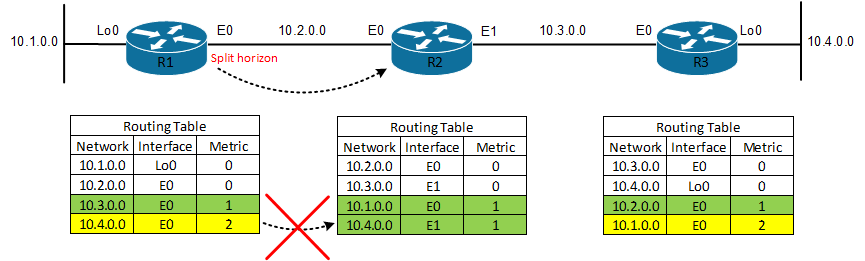 Lo0 E0 10.2.0.0 E0 E1 10.3.0.0 E0 Lo0
10.1.0.0 10.4.0.0
R1 R2 R3
Split horizon
Routing Table
Network Interface Metric
10.1.0.0 Lo0 0
10.2.0.0 E0 0
10.3.0.0 E0 1
10.4.0.0 E0 2
Routing Table
Network Interface Metric
10.2.0.0 E0 0
10.3.0.0 E1 0
10.1.0.0 E0 1
10.4.0.0 E1 1
Routing Table
Network Interface Metric
10.3.0.0 E0 0
10.4.0.0 Lo0 0
10.2.0.0 E0 1
10.1.0.0 E0 2